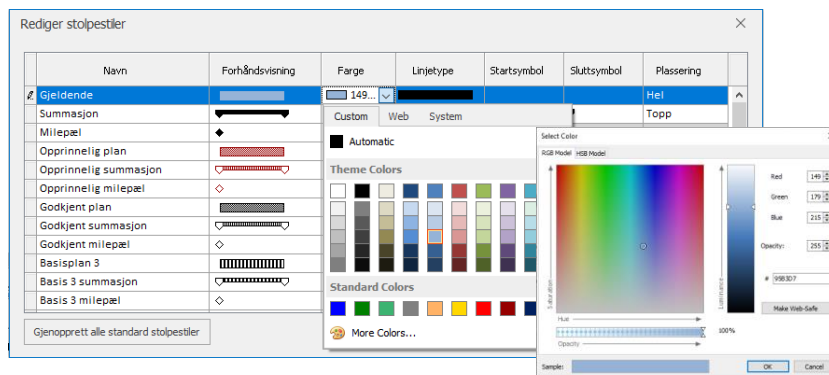 Rediger stolpestiler
Navn Forhåndsvisning Farge Linjetype Startsymbol Sluttsymbol Plassering
Gjeldende 149... Hel
Summasjon Topp
Milepæl
Opprinnelig plan
Opprinnelig summasjon
Opprinnelig milepæl
Godkjent plan
Godkjent summasjon
Godkjent milepæl
Basisplan 3
Basis 3 summasjon
Basis 3 milepæl
Gjenopprett alle standard stolpestiler
Custom Web System
Automatic
Theme Colors
Standard Colors
More Colors...
Select Color
RGB Model HSB Model
Red 149
Green 179
Blue 215
Opacity: 255
# 95B3D7
Make Web-Safe
Saturation
Luminance
Hue
100%
Opacity
Sample: OK Cancel